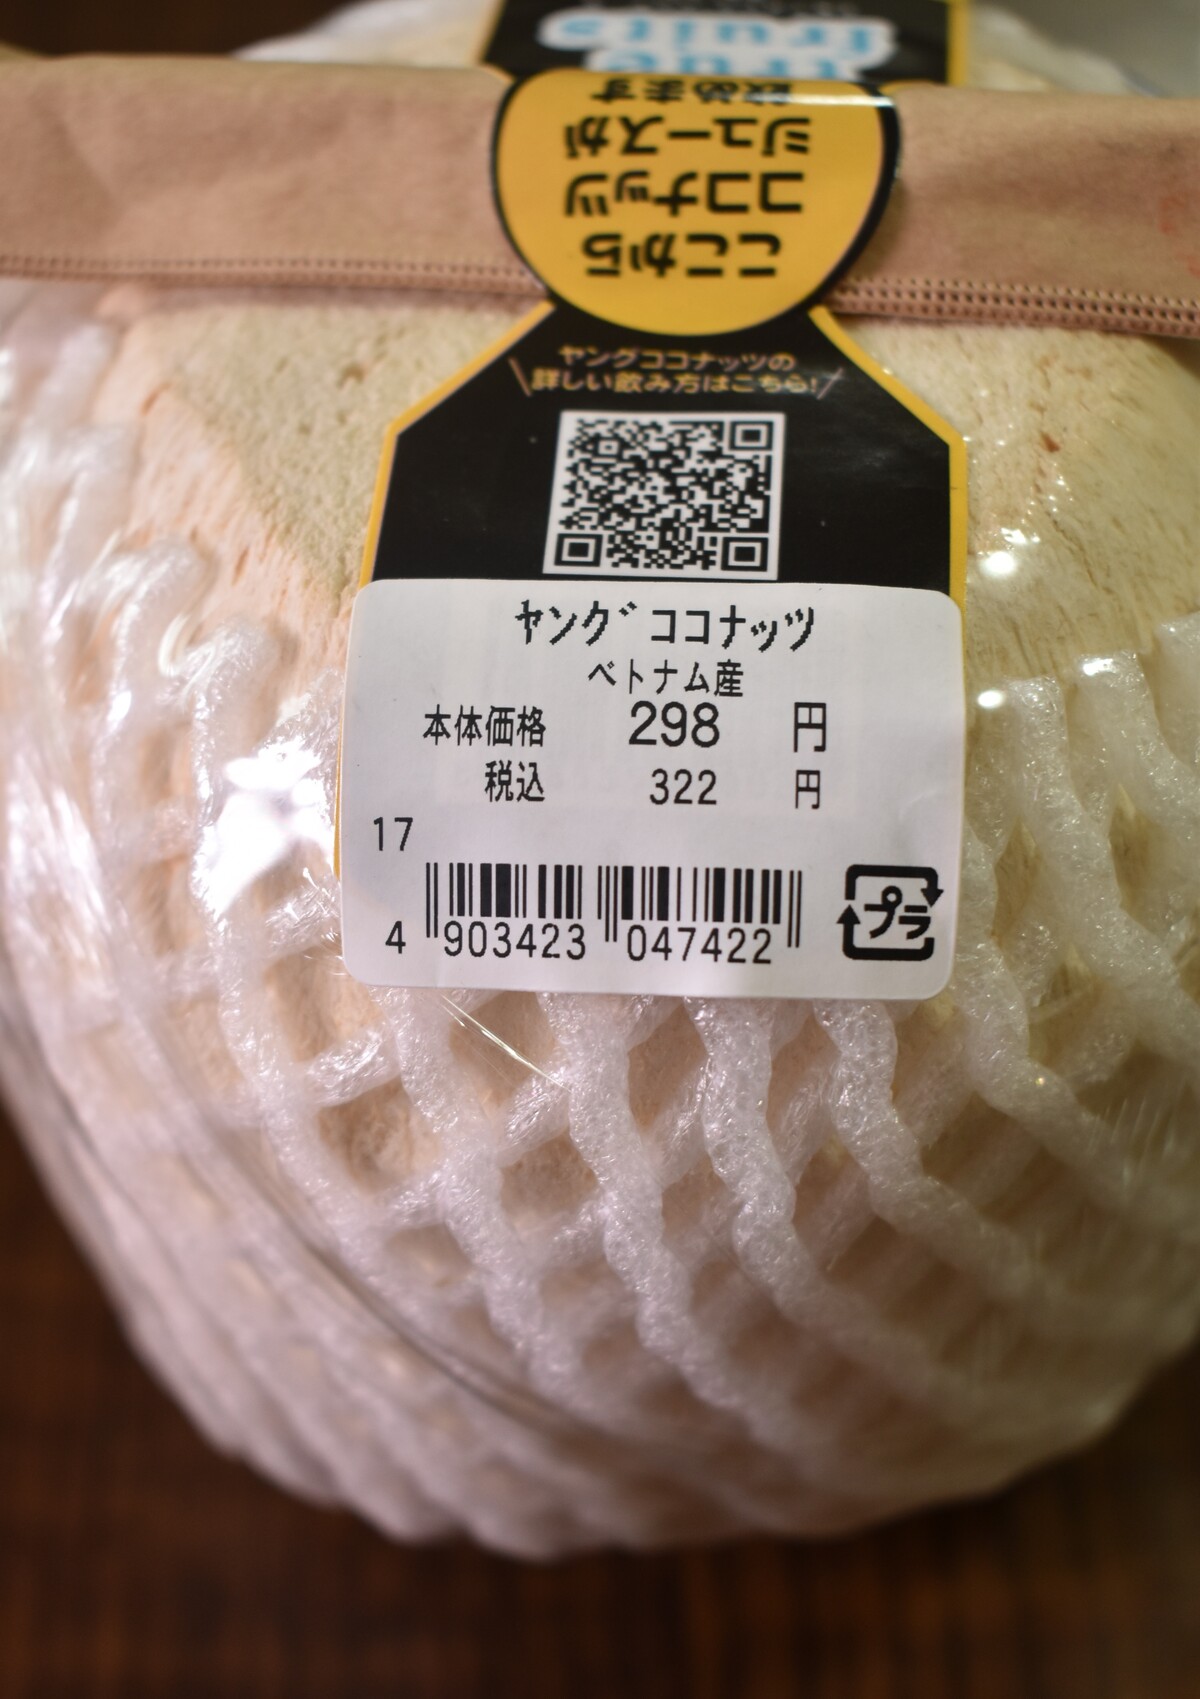 true
fruits
ここから
ココナッツ
ジュースが
飲めます
ヤングココナッツの
詳しい飲み方はこちら!
ヤングココナッツ
ベトナム産
本体価格 298 円
税込 322 円
17
4 903423 047422
プラ